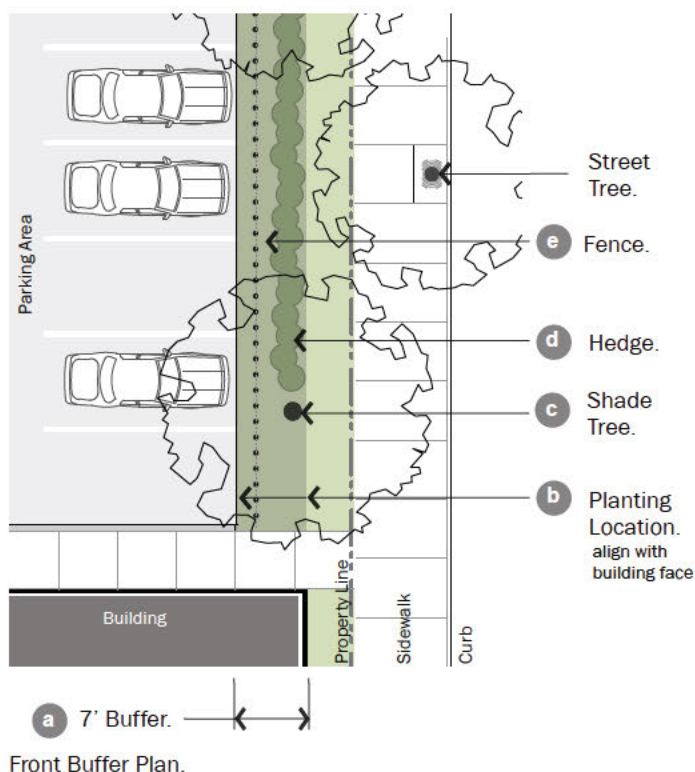 Parking Area
Street
Tree.
e Fence.
d Hedge.
c Shade
Tree.
b Planting
Location.
align with
building face
Building
Property Line
Sidewalk
Curb
a 7' Buffer.
Front Buffer Plan.